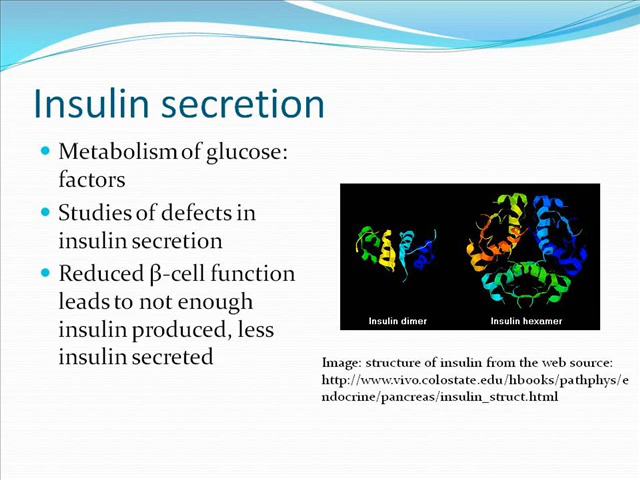 Insulin secretion
Metabolism of glucose:
factors
Studies of defects in
insulin secretion
Reduced β-cell function
leads to not enough
insulin produced, less
insulin secreted
Insulin dimer
Insulin hexamer
Image: structure of insulin from the web source:
http://www.vivo.colostate.edu/hbooks/pathphys/e
ndocrine/pancreas/insulin_struct.html